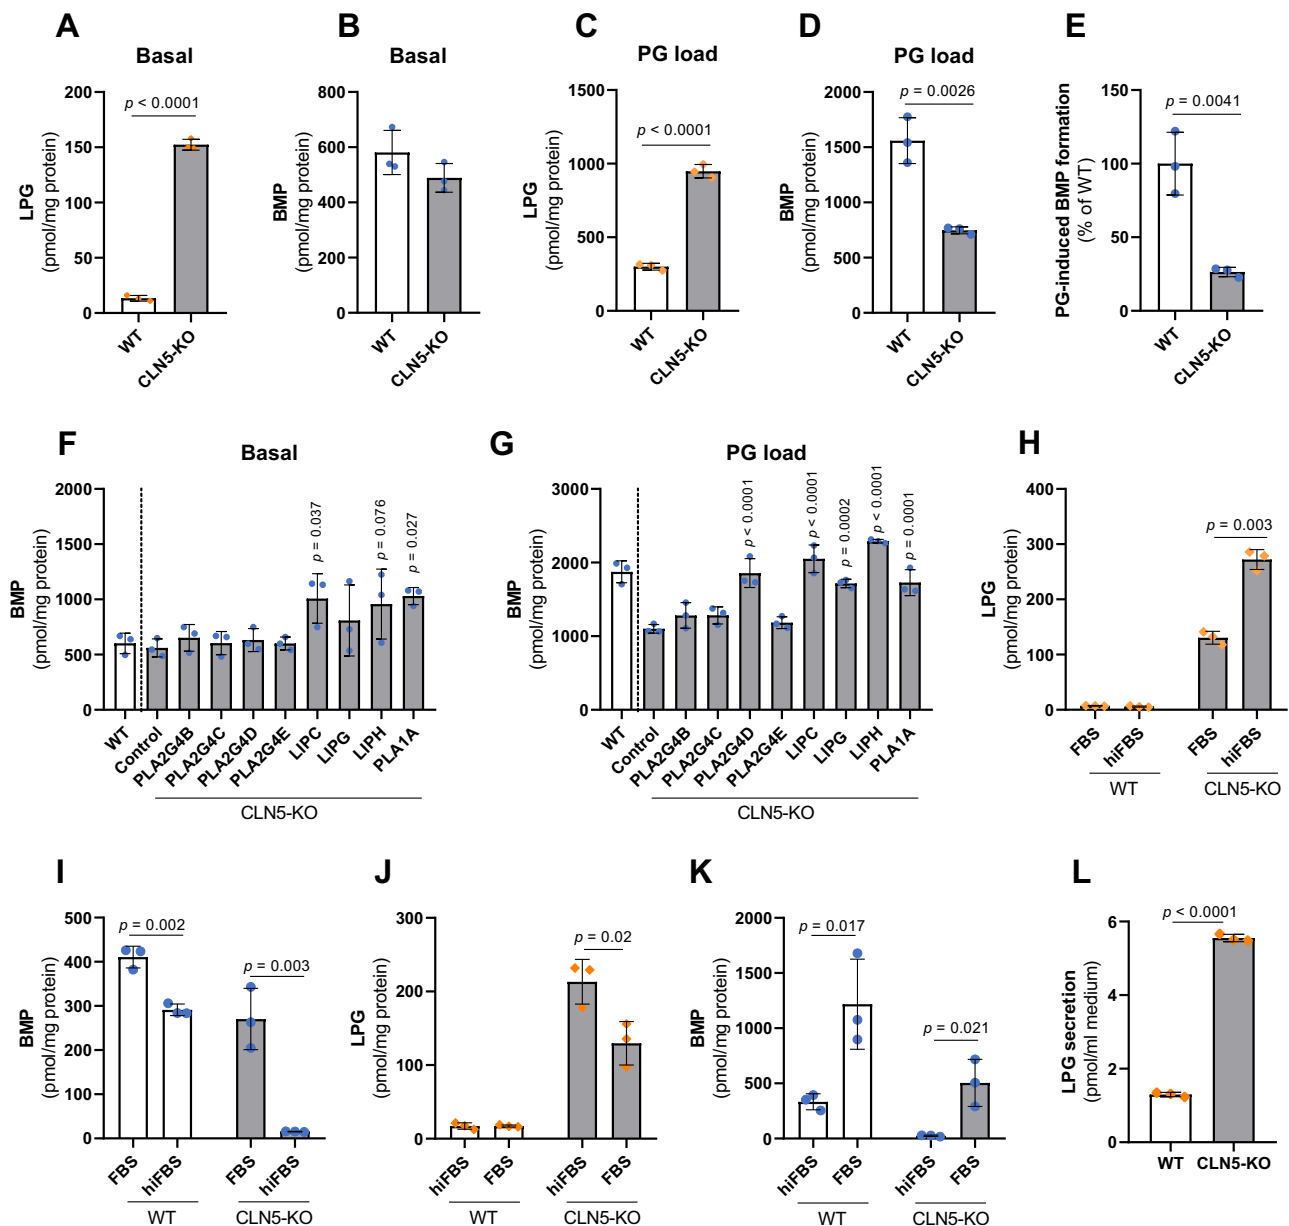 A
Basal
LPG
(pmol/mg protein)
200
150
100
50
0
p < 0.0001
WT
CLN5-KO
B
Basal
BMP
(pmol/mg protein)
800
600
400
200
0
WT
CLN5-KO
C
PG load
LPG
(pmol/mg protein)
1500
1000
500
0
p < 0.0001
WT
CLN5-KO
D
PG load
BMP
(pmol/mg protein)
2000
1500
1000
500
0
p = 0.0026
WT
CLN5-KO
E
PG-induced BMP formation
(% of WT)
150
100
50
0
p = 0.0041
WT
CLN5-KO
F
Basal
BMP
(pmol/mg protein)
2000
1500
1000
500
0
p = 0.037
p = 0.076
p = 0.027
WT
Control
PLA2G4B
PLA2G4C
PLA2G4D
PLA2G4E
LIPC
LIPG
LIPH
PLA1A
CLN5-KO
G
PG load
BMP
(pmol/mg protein)
3000
2000
1000
0
p < 0.0001
p < 0.0001
p = 0.0002
p < 0.0001
p = 0.0001
WT
Control
PLA2G4B
PLA2G4C
PLA2G4D
PLA2G4E
LIPC
LIPG
LIPH
PLA1A
CLN5-KO
H
LPG
(pmol/mg protein)
400
300
200
100
0
p = 0.003
FBS
hiFBS
FBS
hiFBS
WT
CLN5-KO
I
BMP
(pmol/mg protein)
500
400
300
200
100
0
p = 0.002
p = 0.003
FBS
hiFBS
FBS
hiFBS
WT
CLN5-KO
J
LPG
(pmol/mg protein)
300
200
100
0
p = 0.02
hiFBS
FBS
hiFBS
FBS
WT
CLN5-KO
K
BMP
(pmol/mg protein)
2000
1500
1000
500
0
p = 0.017
p = 0.021
hiFBS
FBS
hiFBS
FBS
WT
CLN5-KO
L
LPG secretion
(pmol/ml medium)
6
4
2
0
p < 0.0001
WT
CLN5-KO